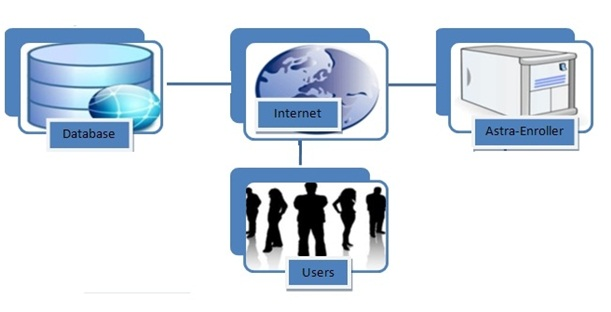 Database
Internet
Astra-Enroller
Users